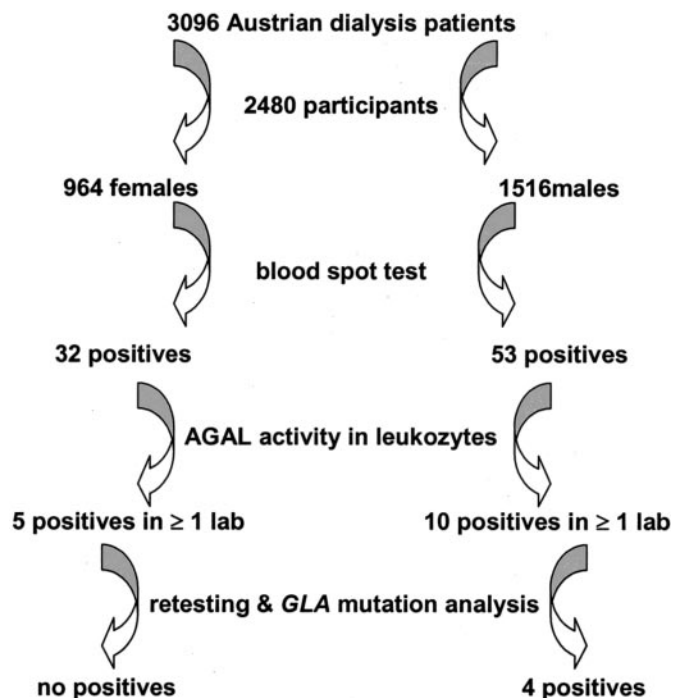 3096 Austrian dialysis patients
2480 participants
964 females
1516males
blood spot test
32 positives
53 positives
AGAL activity in leukozytes
5 positives in ≥ 1 lab
10 positives in ≥ 1 lab
retesting & GLA mutation analysis
no positives
4 positives